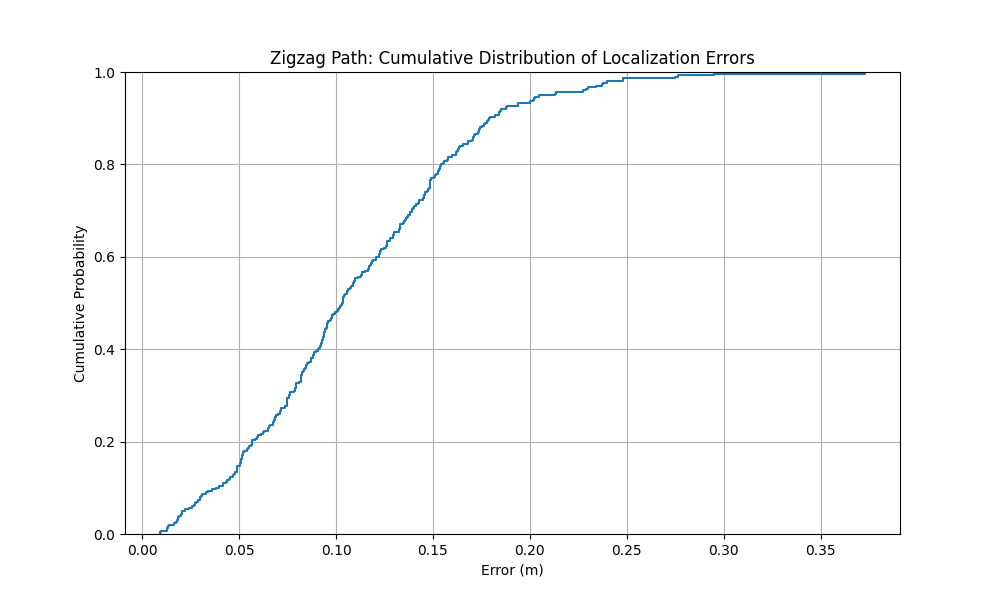 Zigzag Path: Cumulative Distribution of Localization Errors
1.0
0.8
0.6
0.4
0.2
0.0
Cumulative Probability
0.00 0.05 0.10 0.15 0.20 0.25 0.30 0.35
Error (m)